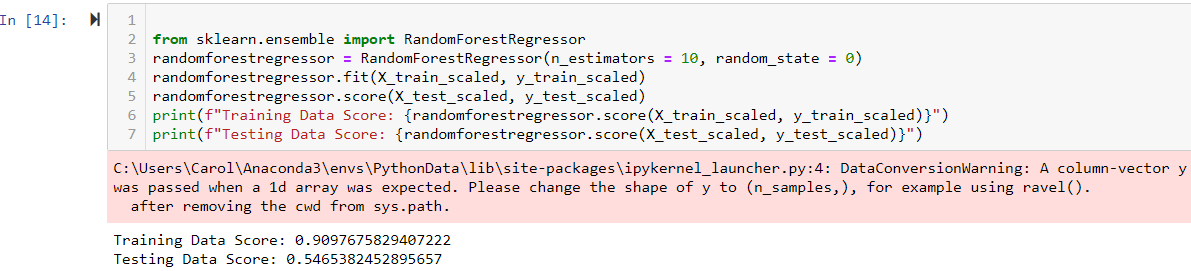 In [14]:
1
2 from sklearn.ensemble import RandomForestRegressor
3 randomforestregressor = RandomForestRegressor(n_estimators = 10, random_state = 0)
4 randomforestregressor.fit(X_train_scaled, y_train_scaled)
5 randomforestregressor.score(X_test_scaled, y_test_scaled)
6 print(f"Training Data Score: {randomforestregressor.score(X_train_scaled, y_train_scaled)}")
7 print(f"Testing Data Score: {randomforestregressor.score(X_test_scaled, y_test_scaled)}")
C:\Users\Carol\Anaconda3\envs\PythonData\lib\site-packages\ipykernel_launcher.py:4: DataConversionWarning: A column-vector y
was passed when a 1d array was expected. Please change the shape of y to (n_samples,), for example using ravel().
  after removing the cwd from sys.path.
Training Data Score: 0.9097675829407222
Testing Data Score: 0.5465382452895657